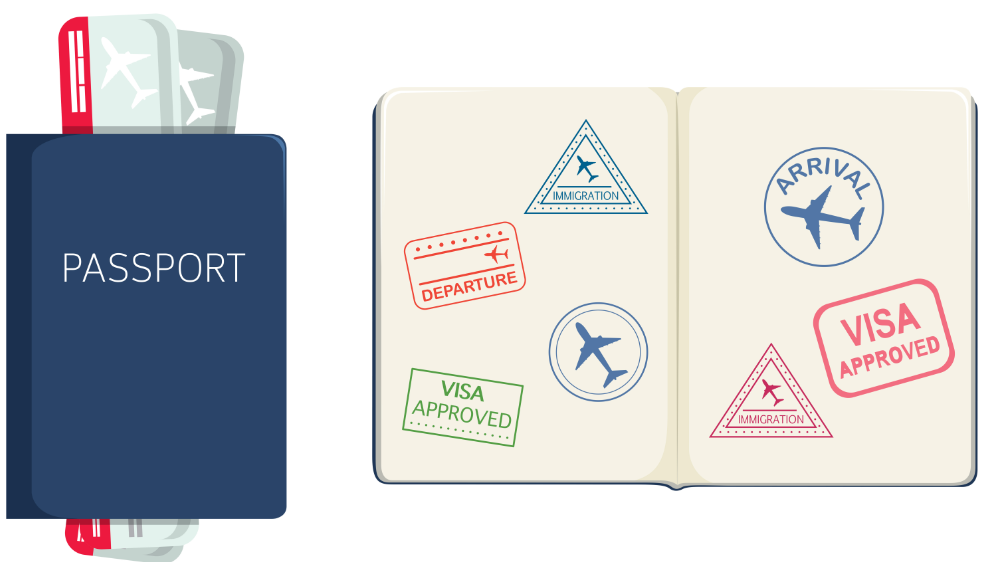 PASSPORT
IMMIGRATION
DEPARTURE
VISA
APPROVED
ARRIVAL
VISA
APPROVED
IMMIGRATION